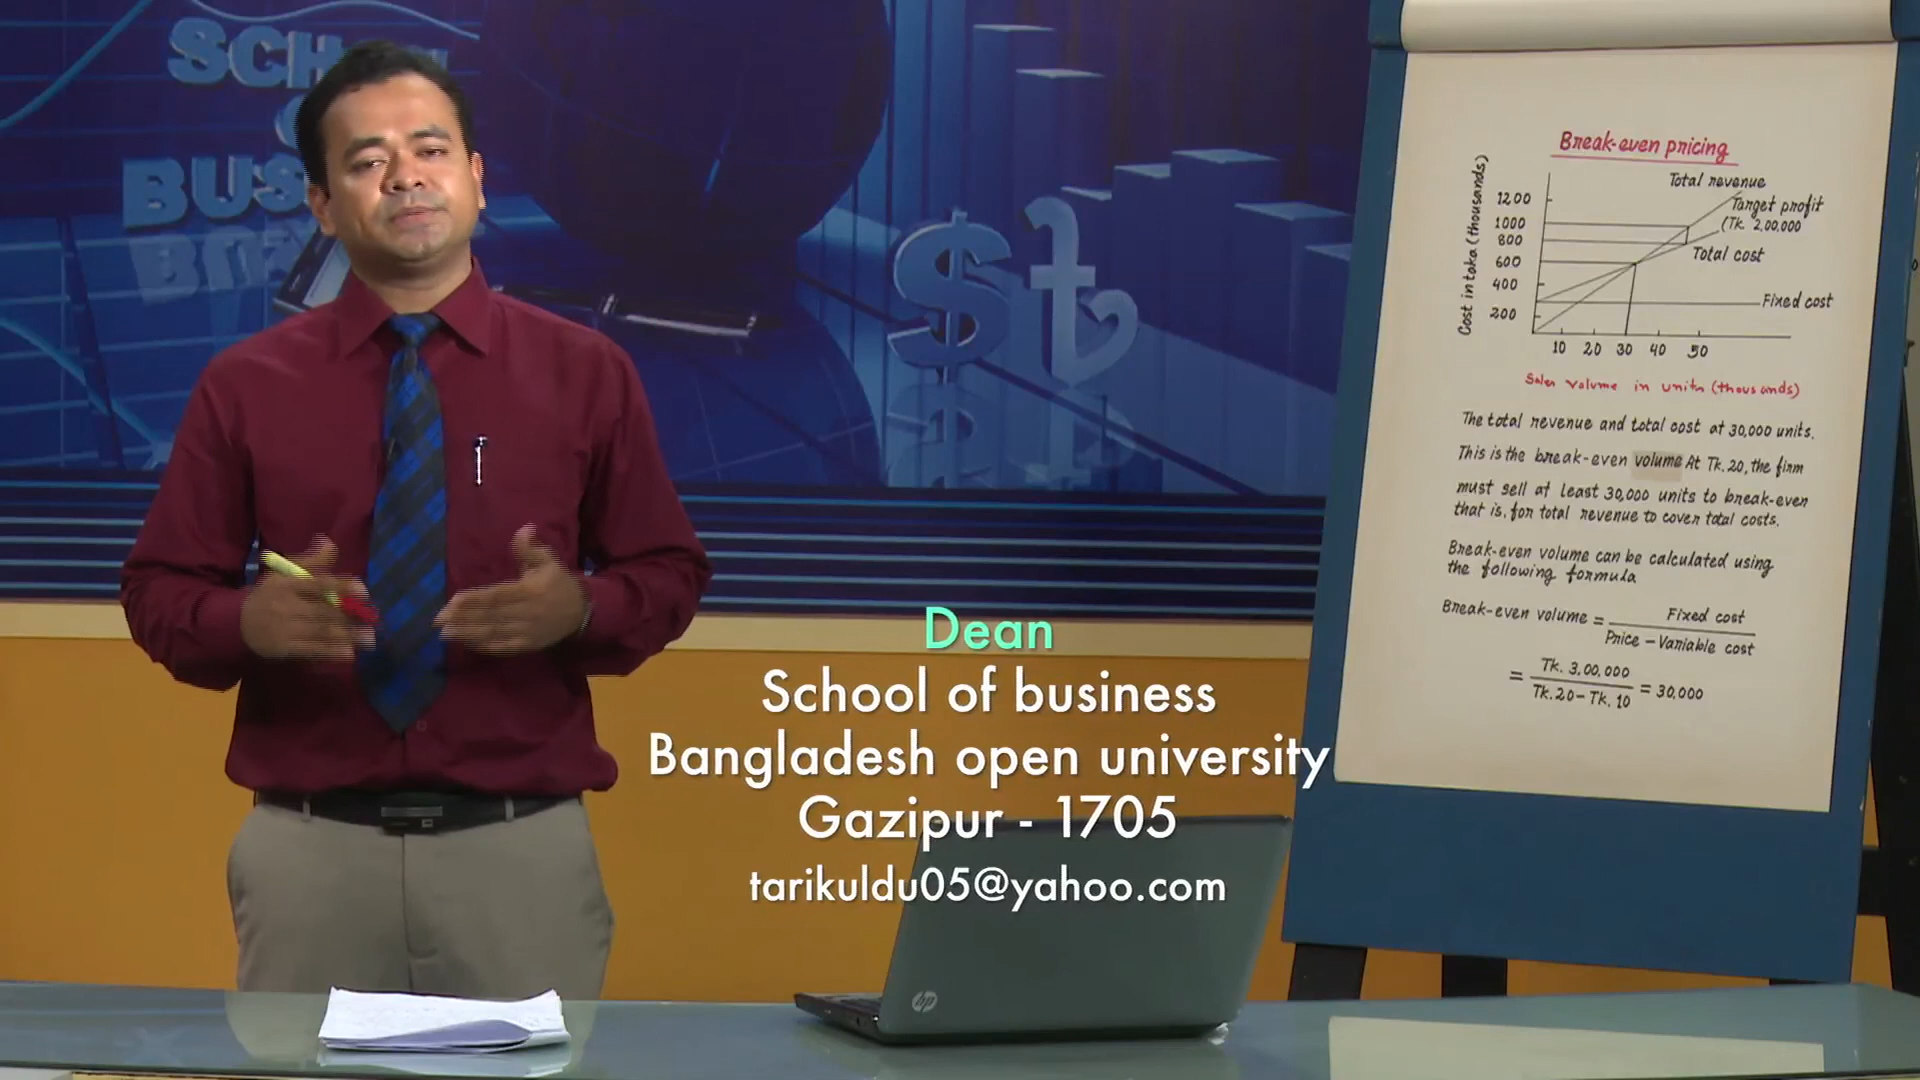 SCH
BUS
$ ৳
Dean
School of business
Bangladesh open university
Gazipur - 1705
tarikuldu05@yahoo.com
hp
Break-even pricing
Cost in taka (thousands)
1200
1000
800
600
400
200
Total revenue
Target profit
(Tk. 2,00,000
Total cost
Fixed cost
10 20 30 40 50
Sales volume in units (thousands)
The total revenue and total cost at 30,000 units.
This is the break-even volume At Tk. 20, the firm
must sell at least 30,000 units to break-even
that is, for total revenue to cover total costs.
Break-even volume can be calculated using
the following formula
Break-even volume = Fixed cost
Price - Variable cost
= Tk. 3,00,000
Tk. 20 - Tk. 10 = 30,000